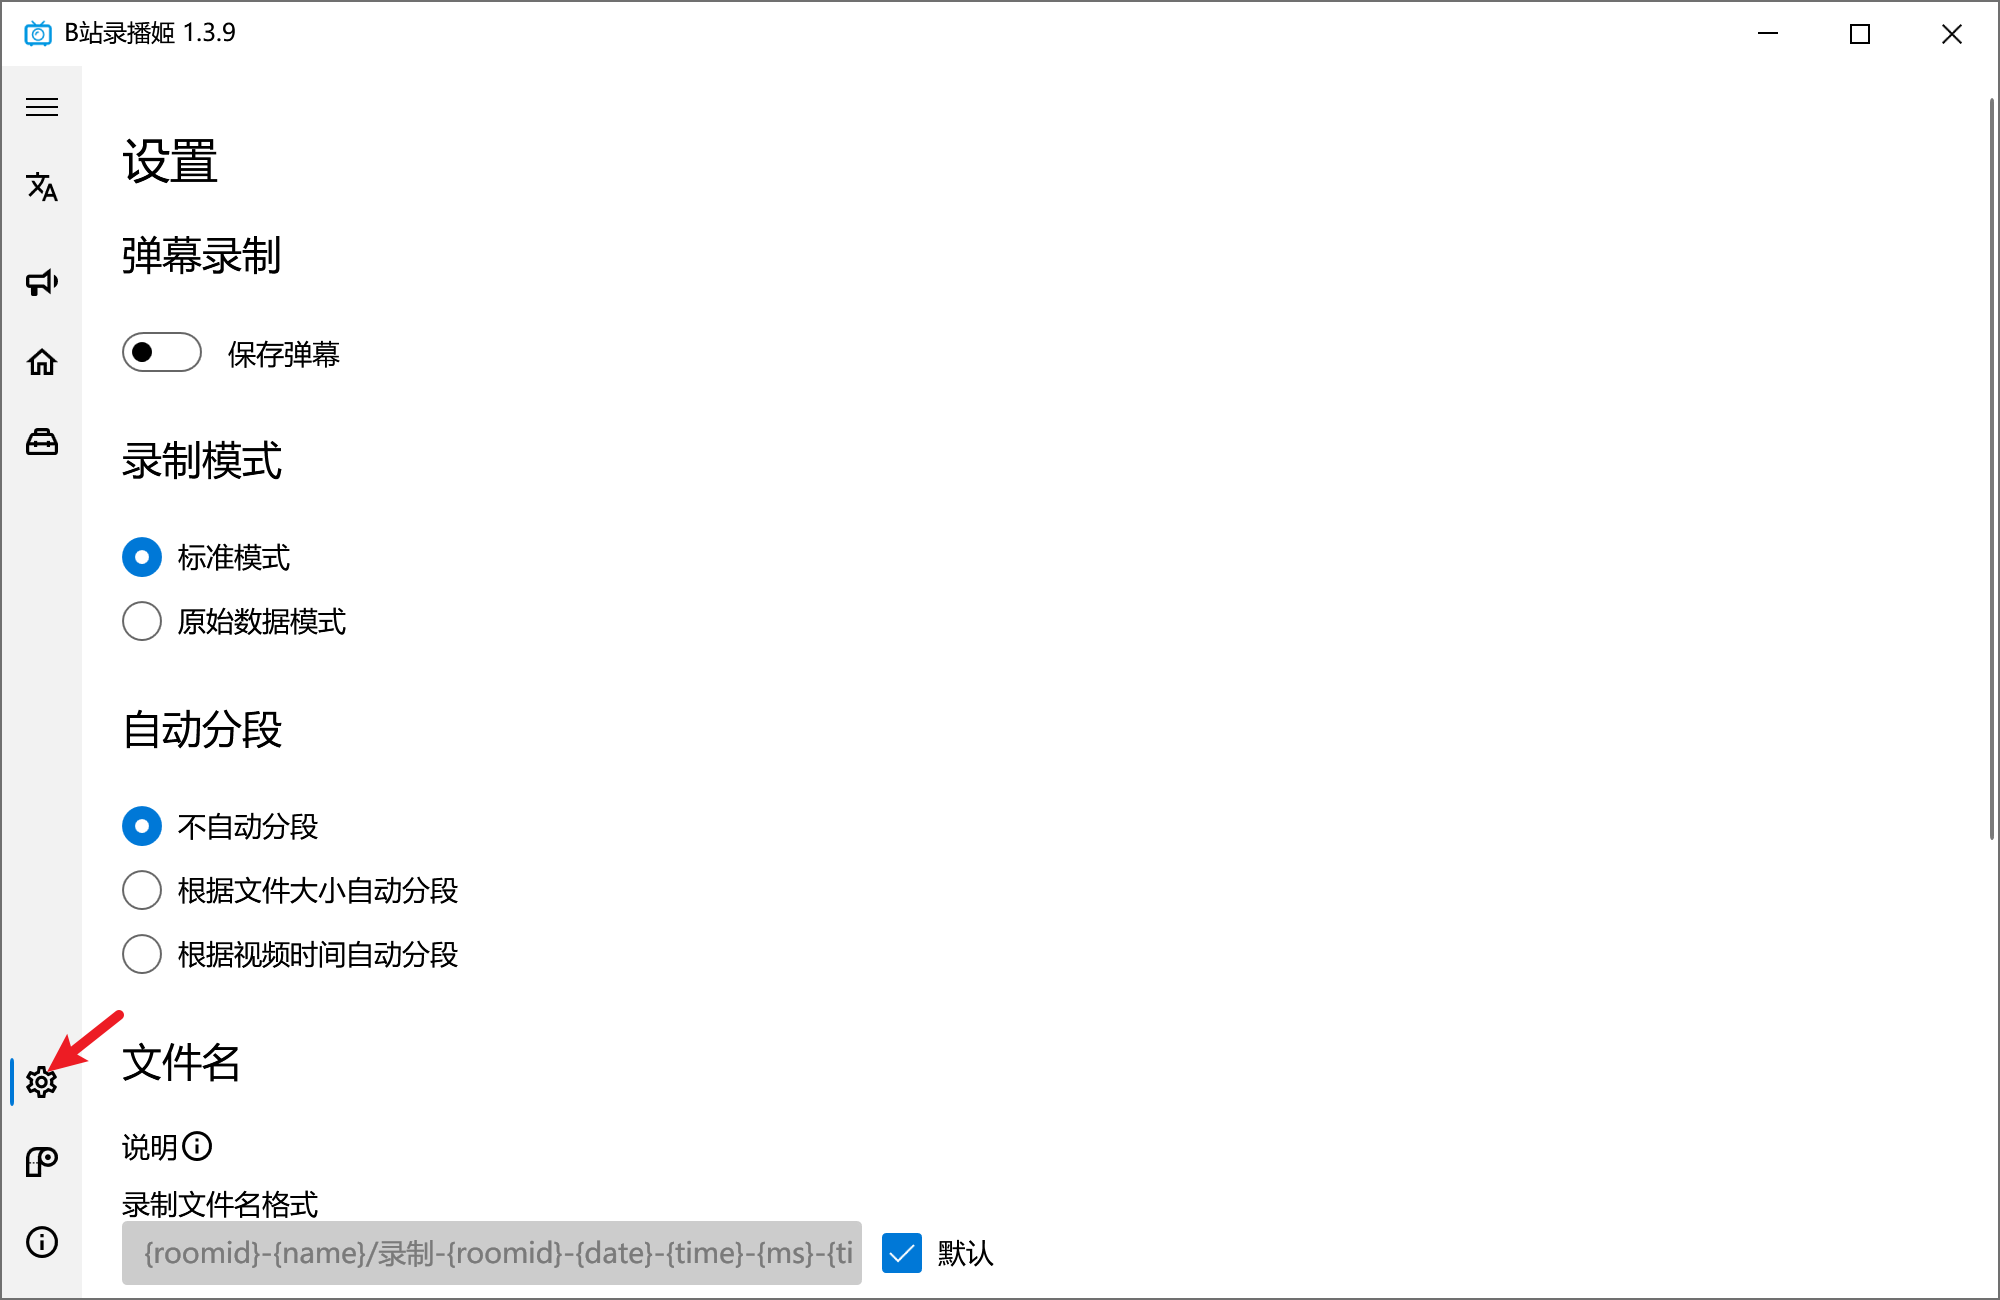 B站录播姬 1.3.9
设置
弹幕录制
保存弹幕
录制模式
标准模式
原始数据模式
自动分段
不自动分段
根据文件大小自动分段
根据视频时间自动分段
文件名
说明
录制文件名格式
{roomid}-{name}/录制-{roomid}-{date}-{time}-{ms}-{ti
默认